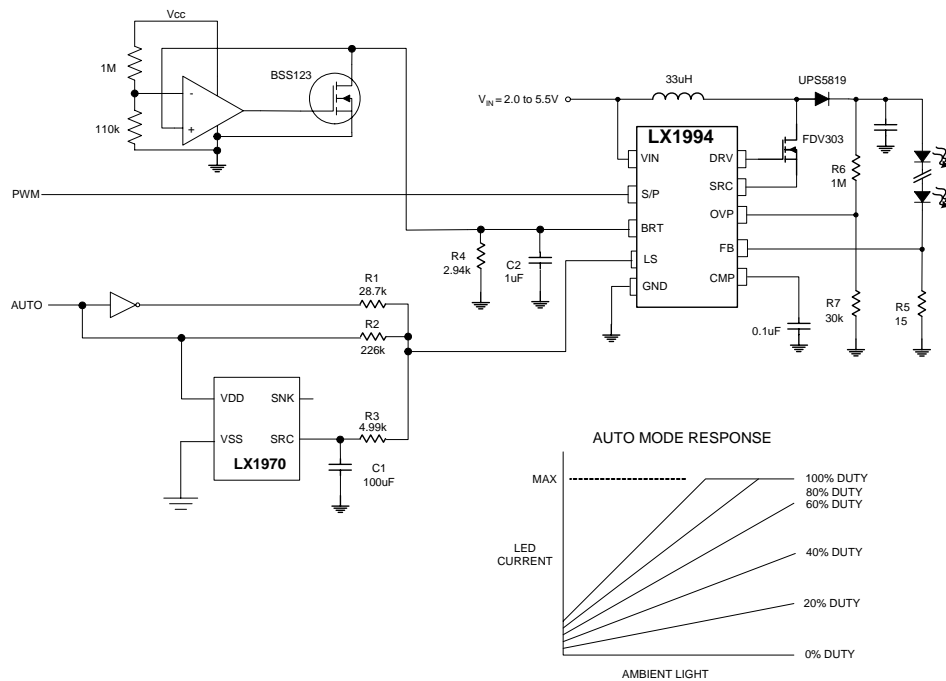 Vcc
1M
110k
-
+
BSS123
PWM
AUTO
R1
28.7k
R2
226k
R3
4.99k
VDD
SNK
VSS
SRC
LX1970
C1
100uF
R4
2.94k
C2
1uF
VIN = 2.0 to 5.5V
33uH
UPS5819
LX1994
VIN
DRV
FDV303
S/P
SRC
BRT
OVP
LS
FB
GND
CMP
0.1uF
R6
1M
R7
30k
R5
15
AUTO MODE RESPONSE
MAX
LED
CURRENT
100% DUTY
80% DUTY
60% DUTY
40% DUTY
20% DUTY
0% DUTY
AMBIENT LIGHT